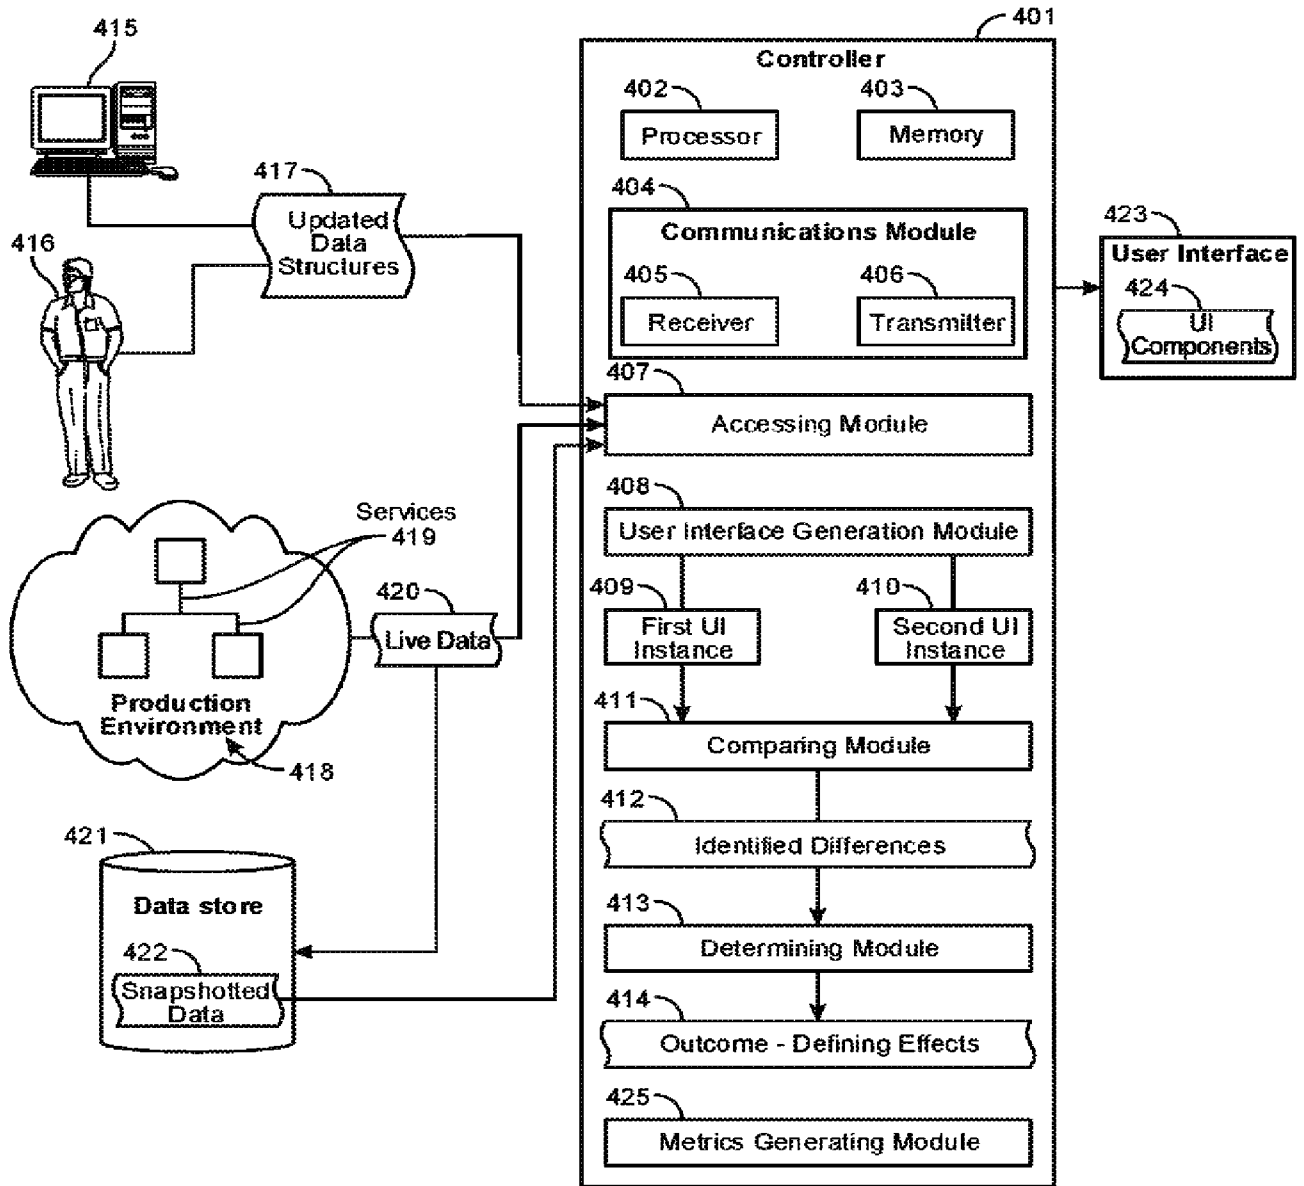 415
401
Controller
402
403
Processor
Memory
417
404
Updated
Data
Structures
Communications Module
423
User Interface
416
405
406
424
Receiver
Transmitter
UI
Components
407
Accessing Module
408
Services
419
User Interface Generation Module
420
409
410
Live Data
First UI
Instance
Second UI
Instance
Production
Environment
411
418
Comparing Module
412
421
Identified Differences
Data store
413
422
Determining Module
Snapshotted
Data
414
Outcome - Defining Effects
425
Metrics Generating Module